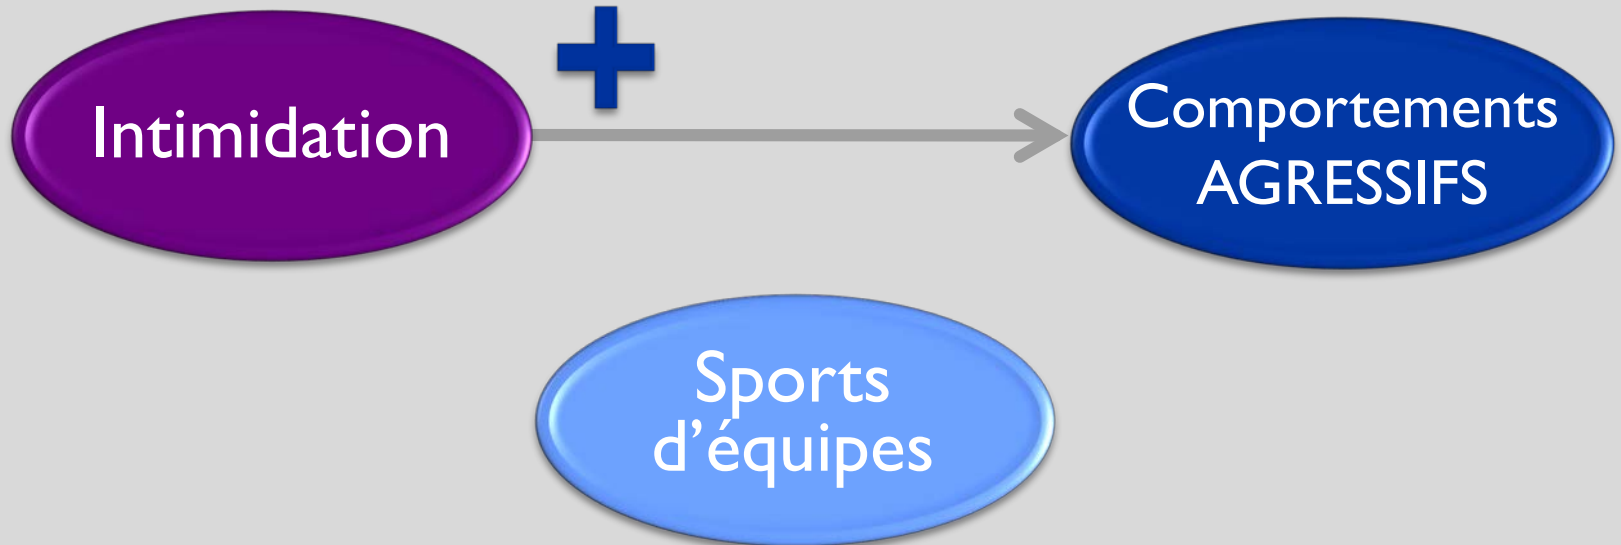 Intimidation
Comportements
AGRESSIFS
Sports
d’équipes